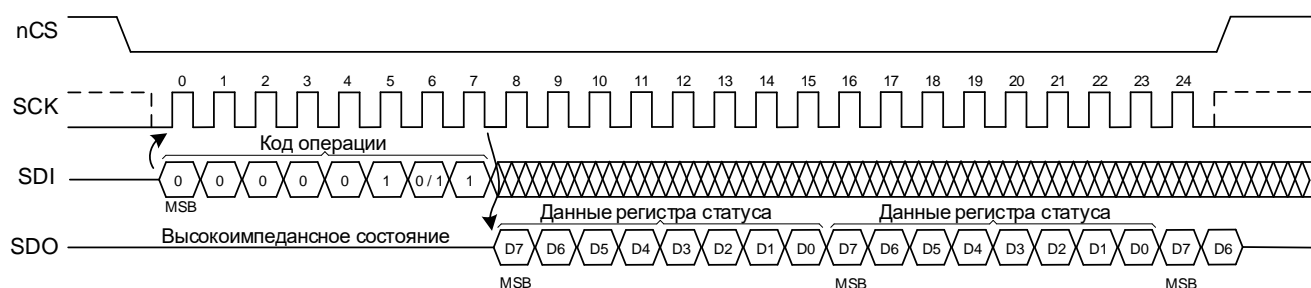 nCS
0 1 2 3 4 5 6 7 8 9 10 11 12 13 14 15 16 17 18 19 20 21 22 23 24
SCK
Код операции
SDI 0 0 0 0 0 1 0 / 1 1
MSB
Данные регистра статуса Данные регистра статуса
Высокоимпедансное состояние
SDO D7 D6 D5 D4 D3 D2 D1 D0 D7 D6 D5 D4 D3 D2 D1 D0 D7 D6
MSB MSB MSB